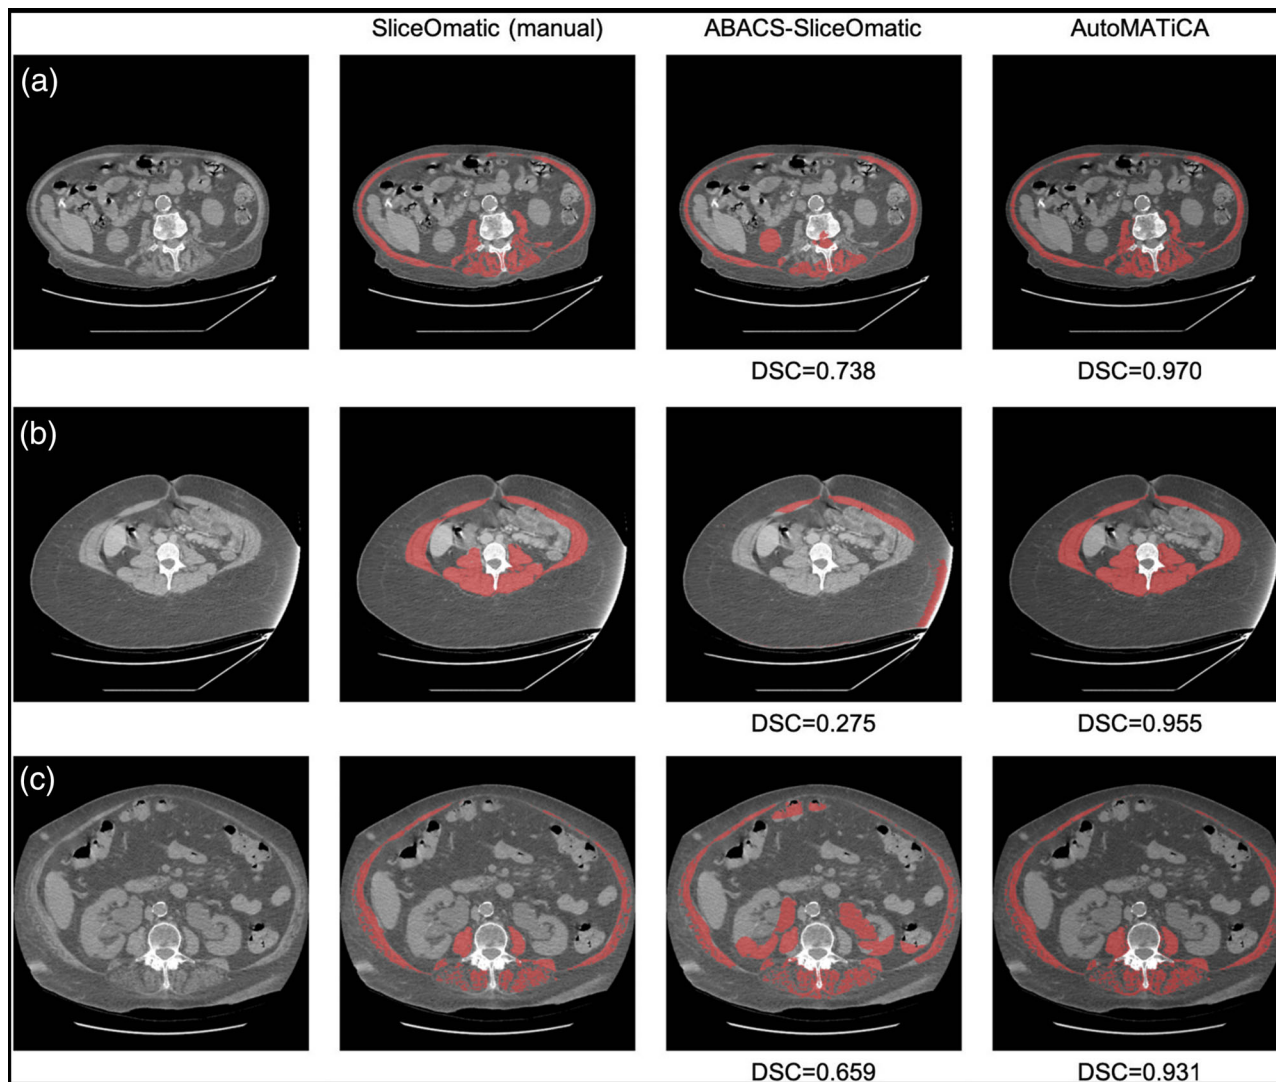 SliceOmatic (manual) ABACS-SliceOmatic AutoMATiCA
(a)
DSC=0.738 DSC=0.970
(b)
DSC=0.275 DSC=0.955
(c)
DSC=0.659 DSC=0.931